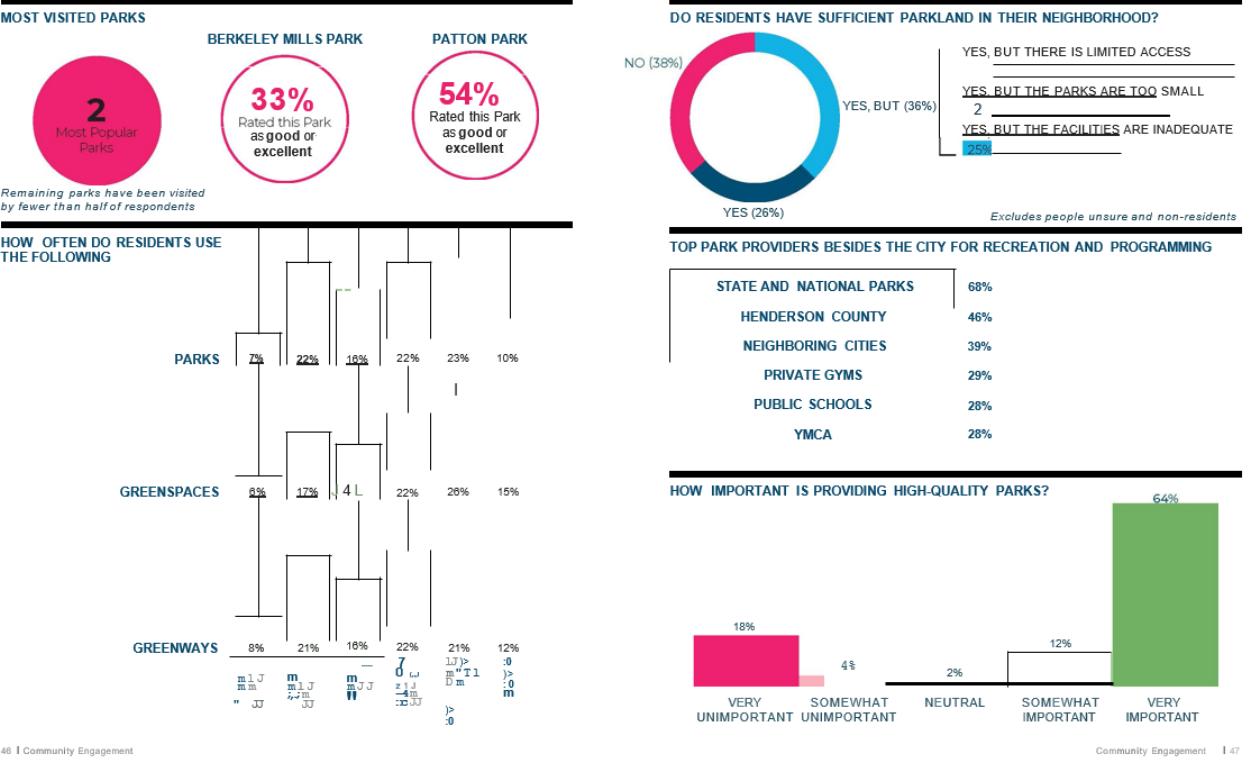 MOST VISITED PARKS
BERKELEY MILLS PARK
PATTON PARK
2
Most Popular
Parks
33%
Rated this Park
as good or
excellent
54%
Rated this Park
as good or
excellent
Remaining parks have been visited
by fewer than half of respondents
HOW OFTEN DO RESIDENTS USE
THE FOLLOWING
PARKS 7% 22% 16% 22% 23% 10%
GREENSPACES 6% 17% 4 L 22% 26% 15%
GREENWAYS 8% 21% 16% 22% 21% 12%
46 I Community Engagement
DO RESIDENTS HAVE SUFFICIENT PARKLAND IN THEIR NEIGHBORHOOD?
NO (38%)
YES, BUT (36%)
YES (26%)
YES, BUT THERE IS LIMITED ACCESS
YES, BUT THE PARKS ARE TOO SMALL
2
YES, BUT THE FACILITIES ARE INADEQUATE
25%
Excludes people unsure and non-residents
TOP PARK PROVIDERS BESIDES THE CITY FOR RECREATION AND PROGRAMMING
STATE AND NATIONAL PARKS 68%
HENDERSON COUNTY 46%
NEIGHBORING CITIES 39%
PRIVATE GYMS 29%
PUBLIC SCHOOLS 28%
YMCA 28%
HOW IMPORTANT IS PROVIDING HIGH-QUALITY PARKS?
64%
18%
4%
2%
12%
VERY
UNIMPORTANT
SOMEWHAT
UNIMPORTANT
NEUTRAL
SOMEWHAT
IMPORTANT
VERY
IMPORTANT
Community Engagement I 47